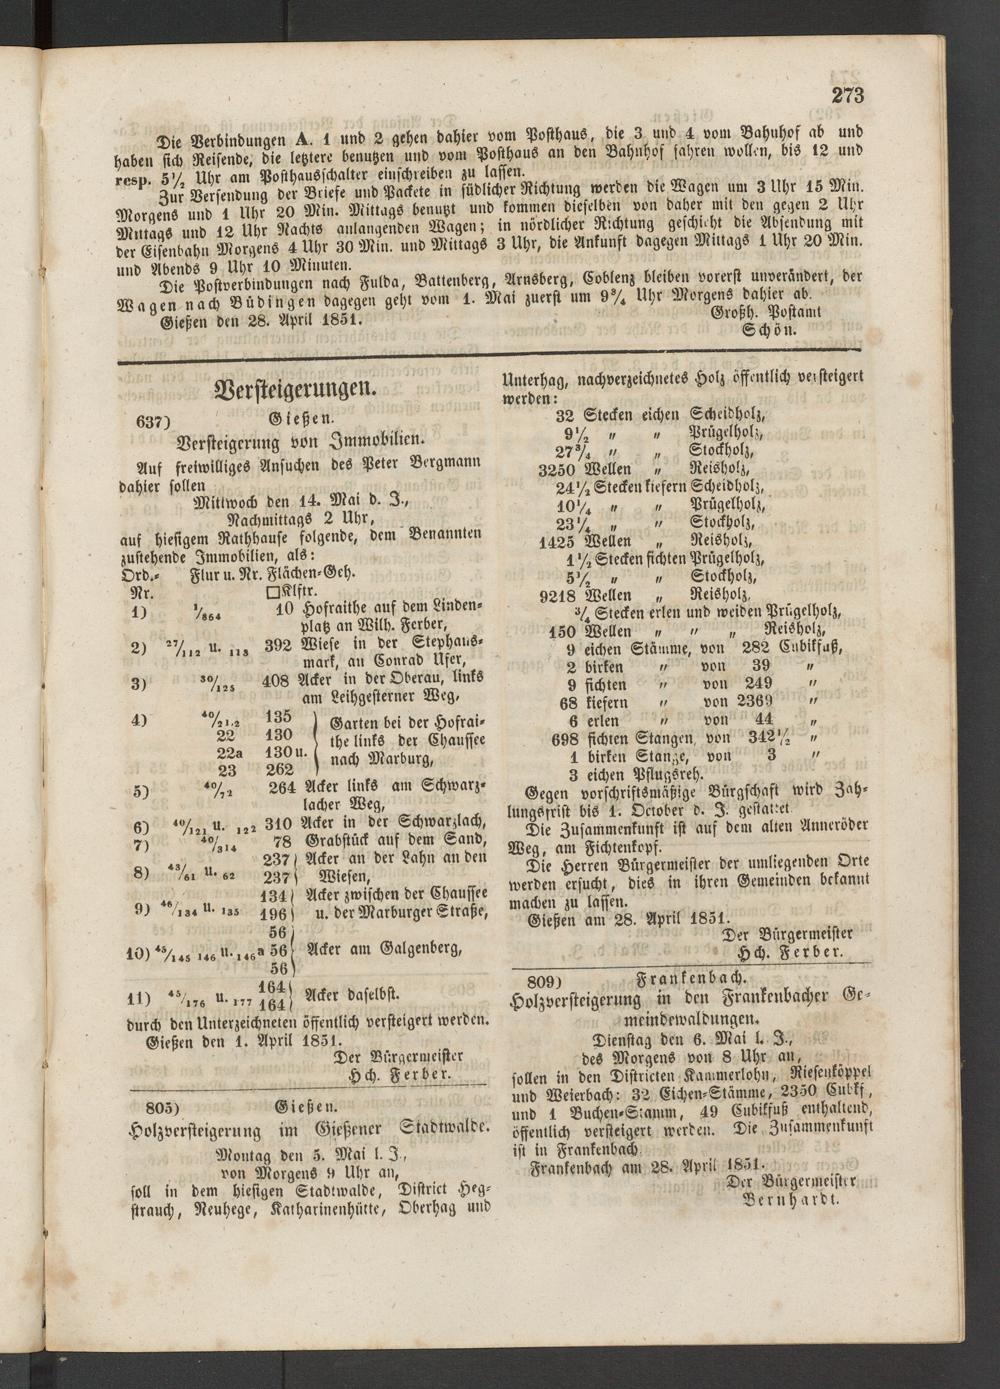 273
Die Verbindungen A. 1 und 2 gehen dahier vom Posthaus, die 3 und 4 vom Bahnhof ab und
haben sich Reisende, die letztere benutzen und vom Posthaus an den Bahnhof fahren wollen, bis 12 und
resp. 5½ Uhr am Posthausschalter einschreiben zu lassen.
Zur Versendung der Briefe und Packete in südlicher Richtung werden die Wagen um 3 Uhr 15 Min.
Morgens und 1 Uhr 20 Min. Mittags benutzt und kommen dieselben von daher mit den gegen 2 Uhr
Mittags und 12 Uhr Nachts anlangenden Wagen; in nördlicher Richtung geschieht die Absendung mit
der Eisenbahn Morgens 4 Uhr 30 Min. und Mittags 3 Uhr, die Ankunft dagegen Mittags 1 Uhr 20 Min.
und Abends 9 Uhr 10 Minuten.
Die Postverbindungen nach Fulda, Battenberg, Arnsberg, Coblenz bleiben vorerst unverändert, der
Wagen nach Büdingen dagegen geht vom 1. Mai zuerst um 9¾ Uhr Morgens dahier ab.
Gießen den 28. April 1851.
Großh. Postamt
Schön.
Versteigerungen.
637) Gießen.
Versteigerung von Immobilien.
Auf freiwilliges Ansuchen des Peter Bergmann
dahier sollen
Mittwoch den 14. Mai d. J.,
Nachmittags 2 Uhr,
auf hiesigem Rathhause folgende, dem Benannten
zustehende Immobilien, als:
Ord.- Flur u. Nr. Flächen-Geh.
Nr. □Klftr.
1) 1/864 10 Hofraithe auf dem Linden-
platz an Wilh. Ferber,
2) 27/112 u. 113 392 Wiese in der Stephans-
mark, an Conrad Ufer,
3) 30/125 408 Acker in der Oberau, links
am Leihgesterner Weg,
4) 40/21.2 135 Garten bei der Hofrai-
22 130 the links der Chaussee
22a 130 u. nach Marburg,
23 262
5) 40/72 264 Acker links am Schwarz-
lacher Weg,
6) 40/121 u. 122 310 Acker in der Schwarzlach,
7) 40/314 78 Grabstück auf dem Sand,
237 Acker an der Lahn an den
8) 43/61 u. 62 237 Wiesen,
134 Acker zwischen der Chaussee
9) 46/134 u. 135 196 u. der Marburger Straße,
56
10) 45/145 146 u. 146a 56 Acker am Galgenberg,
56
164
11) 45/176 u. 177 164 Acker daselbst.
durch den Unterzeichneten öffentlich versteigert werden.
Gießen den 1. April 1851.
Der Bürgermeister
Hch. Ferber.
805) Gießen.
Holzversteigerung im Gießener Stadtwalde.
Montag den 5. Mai l. J.,
von Morgens 9 Uhr an,
soll in dem hiesigen Stadtwalde, District Heg-
strauch, Neuhege, Katharinenhütte, Oberhag und
Unterhag, nachverzeichnetes Holz öffentlich versteigert
werden:
32 Stecken eichen Scheidholz,
9½ " " Prügelholz,
27¾ " " Stockholz,
3250 Wellen " Reisholz,
24½ Stecken kiefern Scheidholz,
10¼ " " Prügelholz,
23¼ " " Stockholz,
1425 Wellen " Reisholz,
1½ Stecken fichten Prügelholz,
5½ " " Stockholz,
9218 Wellen " Reisholz,
¾ Stecken erlen und weiden Prügelholz,
150 Wellen " " " Reisholz,
9 eichen Stämme, von 282 Cubikfuß,
2 birken " von 39 "
9 fichten " von 249 "
68 kiefern " von 2369 "
6 erlen " von 44 "
698 fichten Stangen, von 342½ "
1 birken Stange, von 3 "
3 eichen Pflugsreh.
Gegen vorschriftsmäßige Bürgschaft wird Zah-
lungsfrist bis 1. October d. J. gestattet.
Die Zusammenkunft ist auf dem alten Anneröder
Weg, am Fichtenkopf.
Die Herren Bürgermeister der umliegenden Orte
werden ersucht, dies in ihren Gemeinden bekannt
machen zu lassen.
Gießen am 28. April 1851.
Der Bürgermeister
Hch. Ferber.
809) Frankenbach.
Holzversteigerung in den Frankenbacher Ge-
meindewaldungen.
Dienstag den 6. Mai l. J.,
des Morgens von 8 Uhr an,
sollen in den Districten Kammerlohn, Riesenköppel
und Weierbach: 32 Eichen-Stämme, 2350 Cubkf,
und 1 Buchen-Stamm, 49 Cubikfuß enthaltend,
öffentlich versteigert werden. Die Zusammenkunft
ist in Frankenbach
Frankenbach am 28. April 1851.
Der Bürgermeister
Bernhardt.